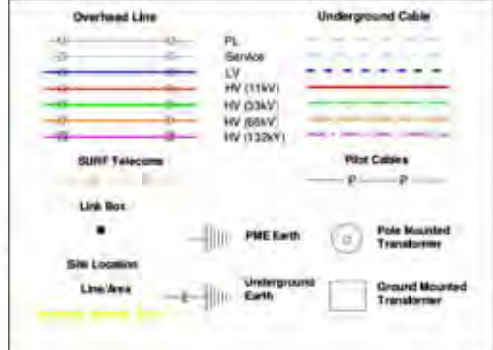 Overhead Line Underground Cable
PL
Service
LV
HV (11kV)
HV (33kV)
HV (66kV)
HV (132kV)
SURF Telecoms Pilot Cables
P P
Link Box
PME Earth Pole Mounted
Transformer
Site Location
Line/Area Underground
Earth Ground Mounted
Transformer
E